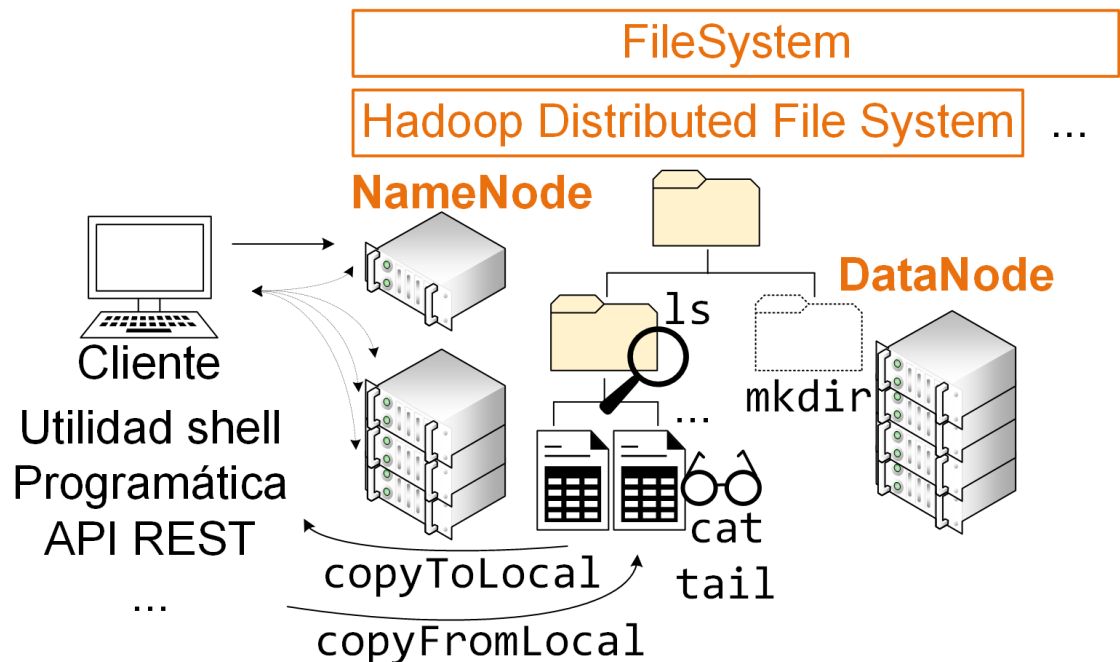 FileSystem
Hadoop Distributed File System ...
NameNode
DataNode
ls
mkdir
Cliente
...
Utilidad shell
Programática
API REST
...
cat
tail
copyToLocal
copyFromLocal